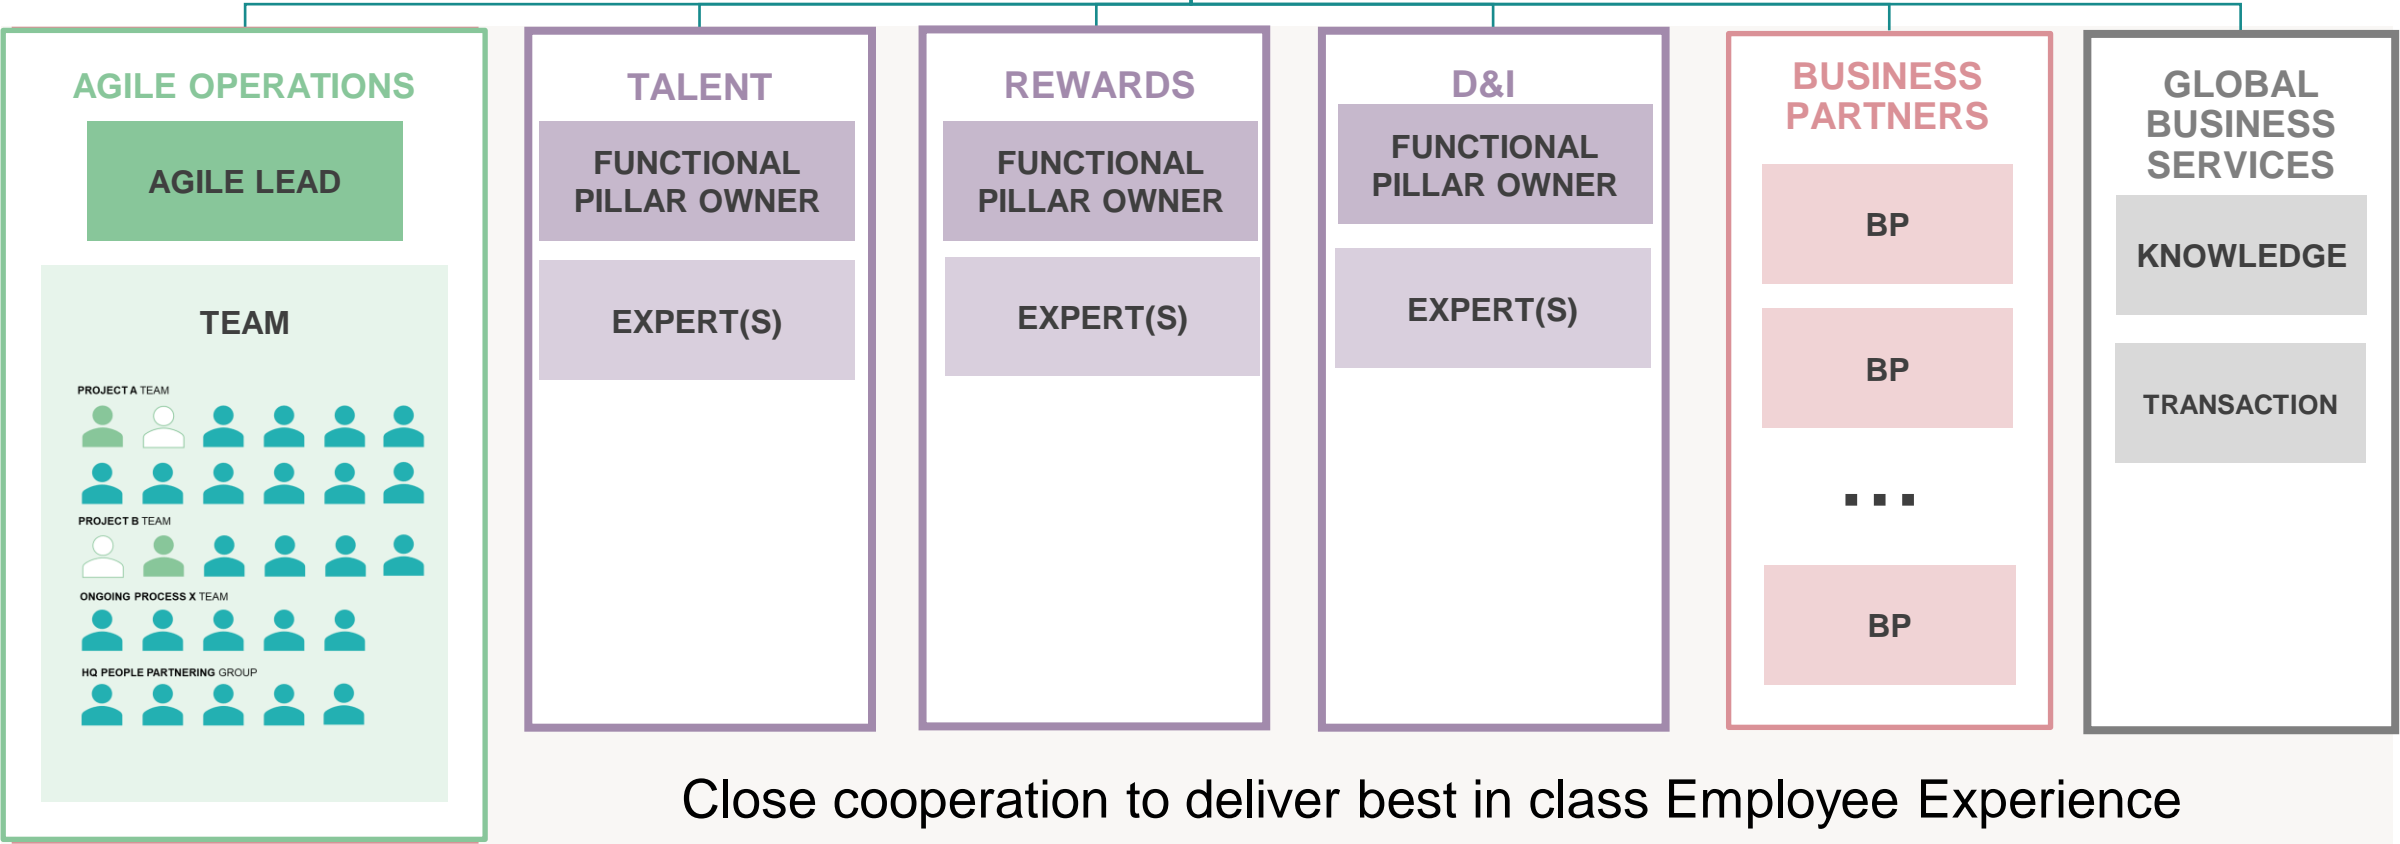 AGILE OPERATIONS
AGILE LEAD
TEAM
PROJECT A TEAM
PROJECT B TEAM
ONGOING PROCESS X TEAM
HQ PEOPLE PARTNERING GROUP
TALENT
FUNCTIONAL
PILLAR OWNER
EXPERT(S)
REWARDS
FUNCTIONAL
PILLAR OWNER
EXPERT(S)
D&I
FUNCTIONAL
PILLAR OWNER
EXPERT(S)
BUSINESS
PARTNERS
BP
BP
...
BP
GLOBAL
BUSINESS
SERVICES
KNOWLEDGE
TRANSACTION
Close cooperation to deliver best in class Employee Experience